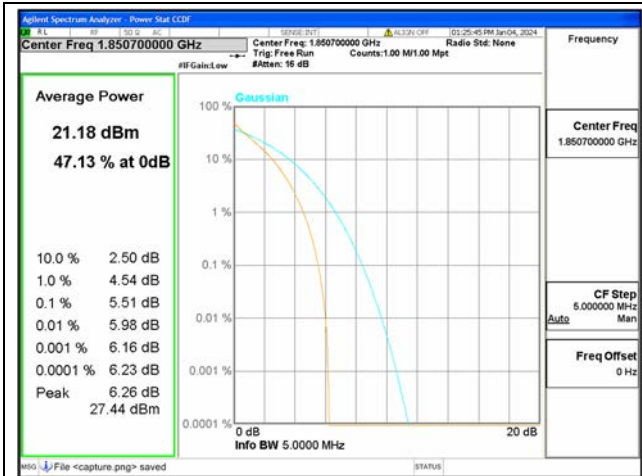 Agilent Spectrum Analyzer - Power Stat CCDF
RL RF 50 Ω AC SENSE:INT ALIGN OFF 01:25:45 PM Jan 04, 2024
Center Freq 1.850700000 GHz
Center Freq: 1.850700000 GHz Radio Std: None
Trig: Free Run Counts:1.00 M/1.00 Mpt
#IFGain:Low #Atten: 16 dB
Frequency
Average Power
21.18 dBm
47.13 % at 0dB
10.0 % 2.50 dB
1.0 % 4.54 dB
0.1 % 5.51 dB
0.01 % 5.98 dB
0.001 % 6.16 dB
0.0001 % 6.23 dB
Peak 6.26 dB
27.44 dBm
Gaussian
100 %
10 %
1 %
0.1 %
0.01 %
0.001 %
0.0001 %
0 dB 20 dB
Info BW 5.0000 MHz
Center Freq
1.850700000 GHz
CF Step
5.000000 MHz
Auto Man
Freq Offset
0 Hz
MSG File <capture.png> saved STATUS